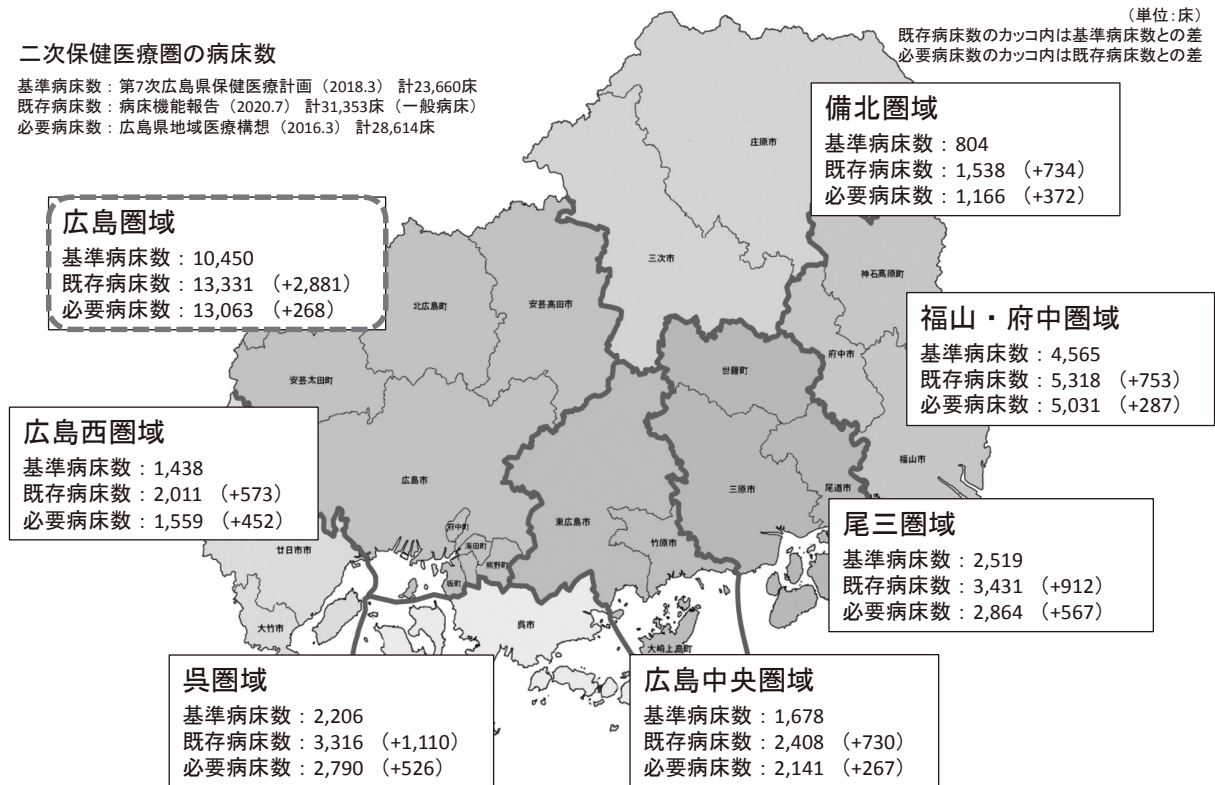 （単位：床）
既存病床数のカッコ内は基準病床数との差
必要病床数のカッコ内は既存病床数との差
二次保健医療圏の病床数
基準病床数：第7次広島県保健医療計画（2018.3） 計23,660床
既存病床数：病床機能報告（2020.7） 計31,353床（一般病床）
必要病床数：広島県地域医療構想（2016.3） 計28,614床
備北圏域
基準病床数：804
既存病床数：1,538 （+734）
必要病床数：1,166 （+372）
庄原市
広島圏域
基準病床数：10,450
既存病床数：13,331 （+2,881）
必要病床数：13,063 （+268）
三次市
神石高原町
北広島町
安芸高田市
福山・府中圏域
基準病床数：4,565
既存病床数：5,318 （+753）
必要病床数：5,031 （+287）
府中市
世羅町
安芸太田町
広島西圏域
基準病床数：1,438
既存病床数：2,011 （+573）
必要病床数：1,559 （+452）
広島市
福山市
三原市
尾道市
東広島市
竹原市
府中町
海田町
熊野町
坂町
廿日市市
尾三圏域
基準病床数：2,519
既存病床数：3,431 （+912）
必要病床数：2,864 （+567）
大竹市
呉市
大崎上島町
呉圏域
基準病床数：2,206
既存病床数：3,316 （+1,110）
必要病床数：2,790 （+526）
広島中央圏域
基準病床数：1,678
既存病床数：2,408 （+730）
必要病床数：2,141 （+267）